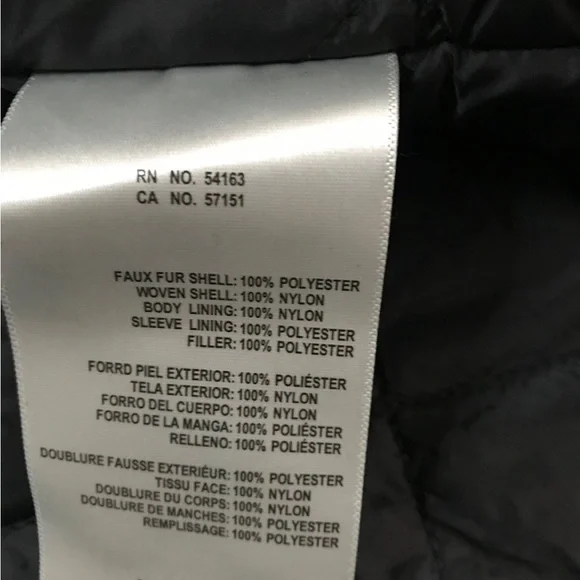 RN NO. 54163
CA NO. 57151
FAUX FUR SHELL: 100% POLYESTER
WOVEN SHELL: 100% NYLON
BODY LINING: 100% NYLON
SLEEVE LINING: 100% POLYESTER
FILLER: 100% POLYESTER
FORRD PIEL EXTERIOR: 100% POLIÉSTER
TELA EXTERIOR: 100% NYLON
FORRO DEL CUERPO: 100% NYLON
FORRO DE LA MANGA: 100% POLIÉSTER
RELLENO: 100% POLIÉSTER
DOUBLURE FAUSSE EXTERIEÚR: 100% POLYESTER
TISSU FACE: 100% NYLON
DOUBLURE DU CORPS: 100% NYLON
DOUBLURE DE MANCHES: 100% POLYESTER
REMPLISSAGE: 100% POLYESTER